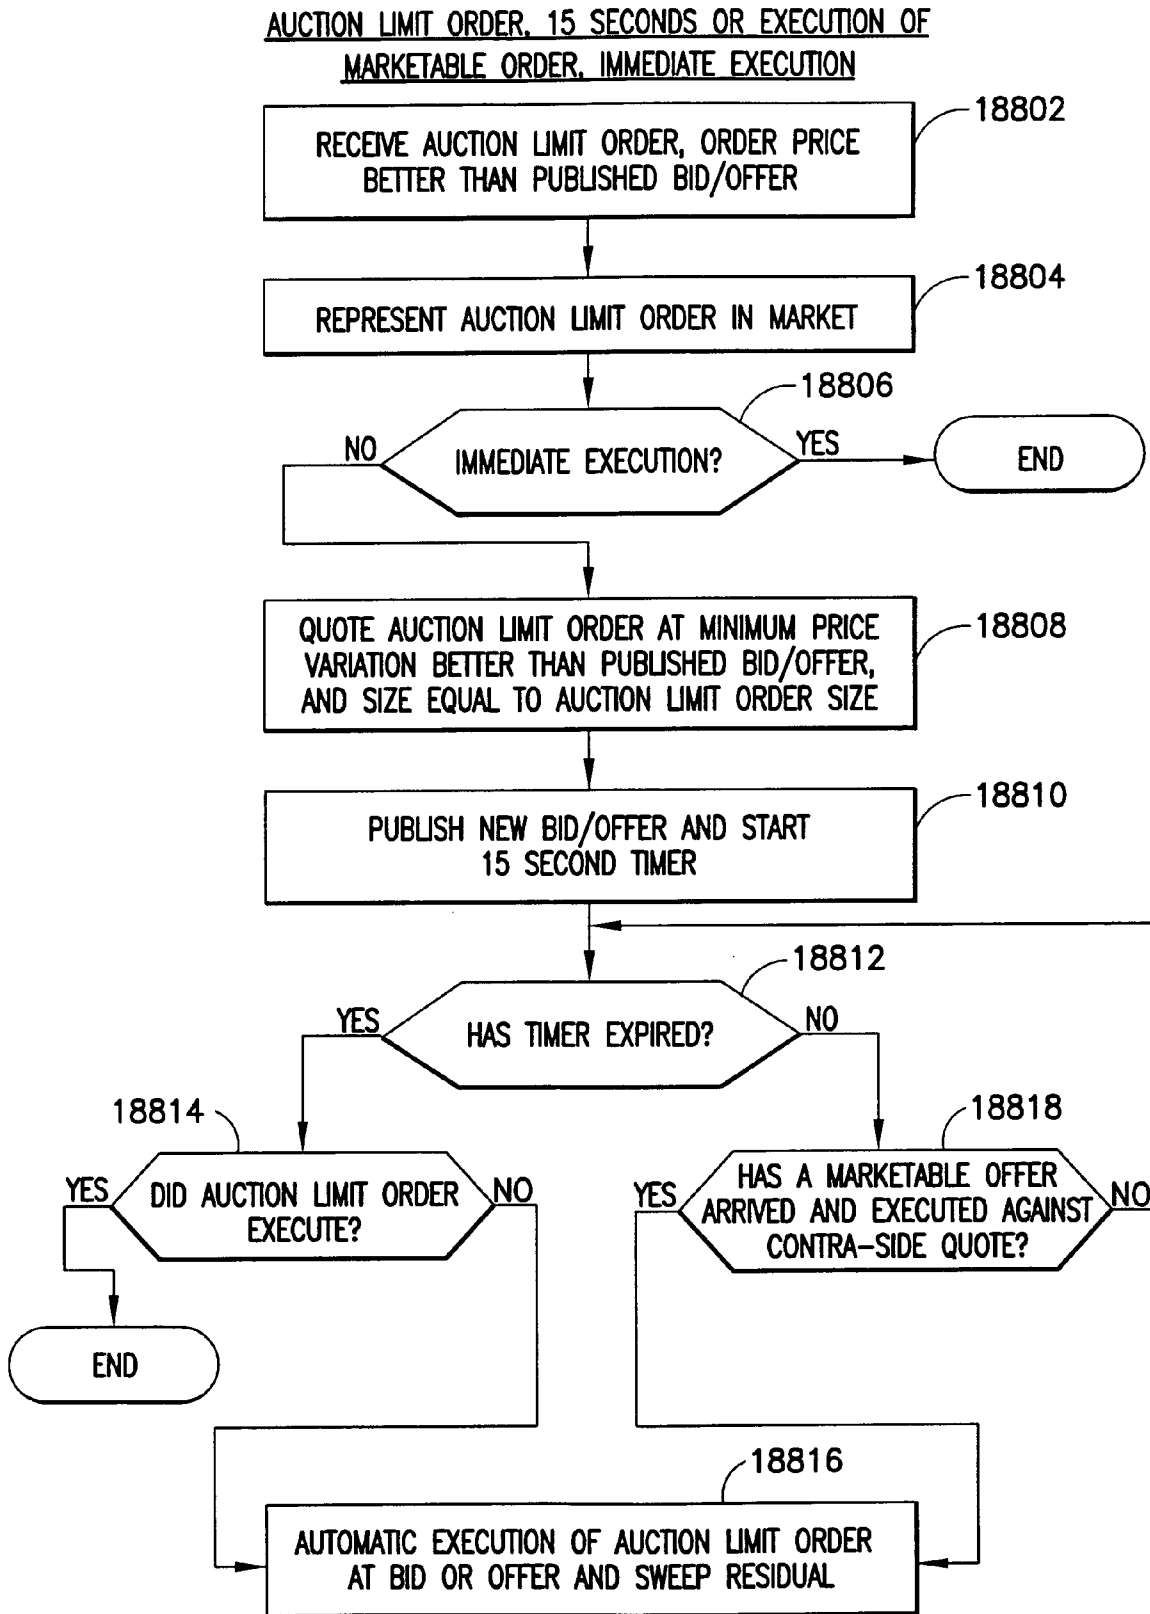 AUCTION LIMIT ORDER, 15 SECONDS OR EXECUTION OF
MARKETABLE ORDER, IMMEDIATE EXECUTION
18802
RECEIVE AUCTION LIMIT ORDER, ORDER PRICE
BETTER THAN PUBLISHED BID/OFFER
18804
REPRESENT AUCTION LIMIT ORDER IN MARKET
18806
NO
IMMEDIATE EXECUTION?
YES
END
18808
QUOTE AUCTION LIMIT ORDER AT MINIMUM PRICE
VARIATION BETTER THAN PUBLISHED BID/OFFER,
AND SIZE EQUAL TO AUCTION LIMIT ORDER SIZE
18810
PUBLISH NEW BID/OFFER AND START
15 SECOND TIMER
18812
YES
HAS TIMER EXPIRED?
NO
18814
YES
DID AUCTION LIMIT ORDER
EXECUTE?
NO
END
18818
YES
HAS A MARKETABLE OFFER
ARRIVED AND EXECUTED AGAINST
CONTRA-SIDE QUOTE?
NO
18816
AUTOMATIC EXECUTION OF AUCTION LIMIT ORDER
AT BID OR OFFER AND SWEEP RESIDUAL